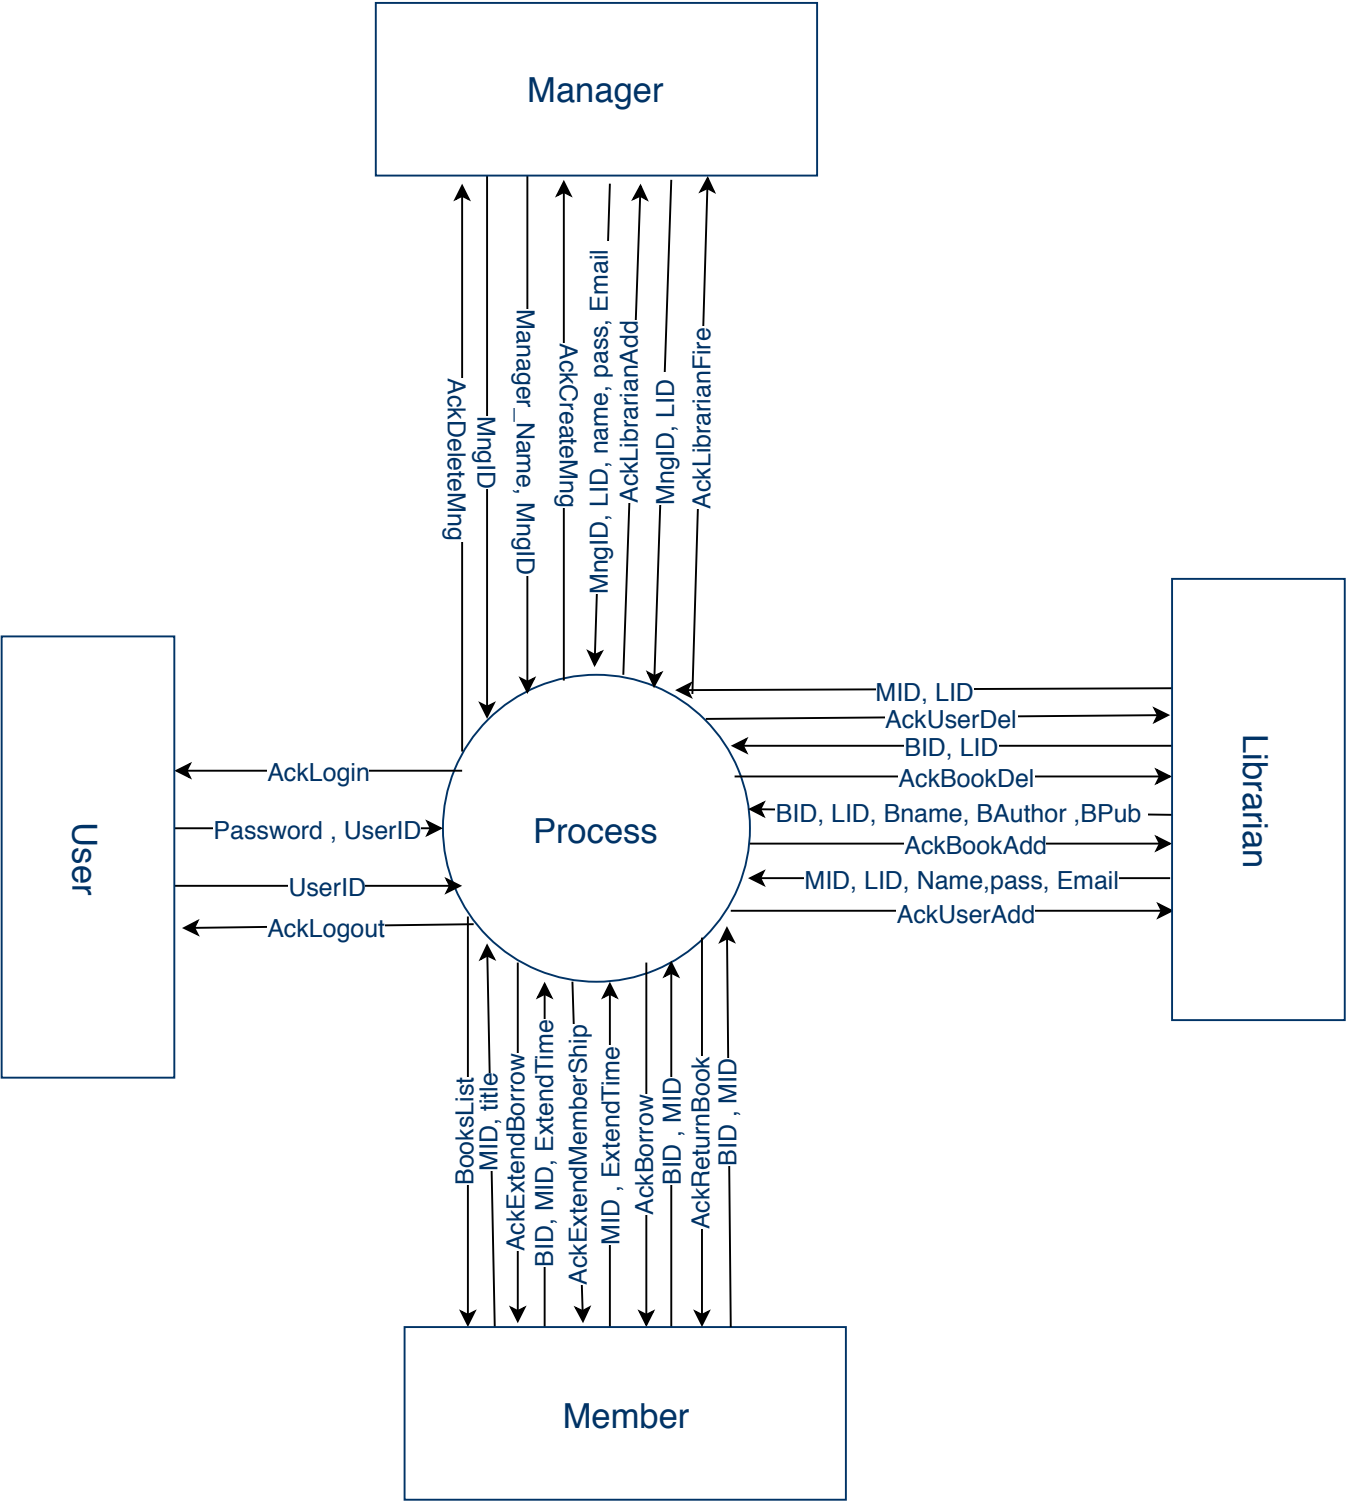 Manager
AckDeleteMng
MngID
Manager_Name, MngID
AckCreateMng
MngID, LID, name, pass, Email
AckLibrarianAdd
MngID, LID
AckLibrarianFire
User
AckLogin
Password , UserID
UserID
AckLogout
Process
MID, LID
AckUserDel
BID, LID
AckBookDel
BID, LID, Bname, BAuthor ,BPub
AckBookAdd
MID, LID, Name,pass, Email
AckUserAdd
Librarian
BooksList
MID, title
AckExtendBorrow
BID, MID, ExtendTime
AckExtendMemberShip
MID , ExtendTime
AckBorrow
BID , MID
AckReturnBook
BID , MID
Member